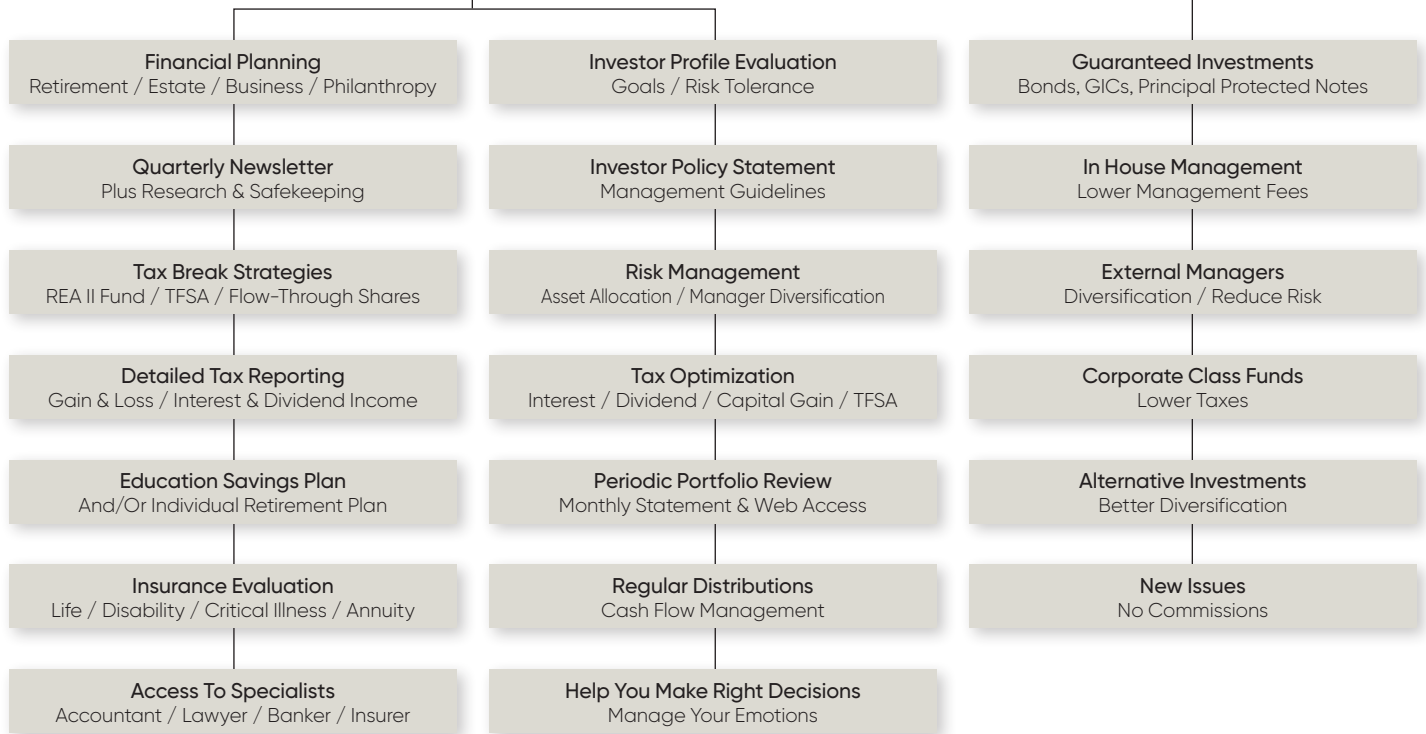 Financial Planning
Retirement / Estate / Business / Philanthropy
Quarterly Newsletter
Plus Research & Safekeeping
Tax Break Strategies
REA II Fund / TFSA / Flow-Through Shares
Detailed Tax Reporting
Gain & Loss / Interest & Dividend Income
Education Savings Plan
And/Or Individual Retirement Plan
Insurance Evaluation
Life / Disability / Critical Illness / Annuity
Access To Specialists
Accountant / Lawyer / Banker / Insurer
Investor Profile Evaluation
Goals / Risk Tolerance
Investor Policy Statement
Management Guidelines
Risk Management
Asset Allocation / Manager Diversification
Tax Optimization
Interest / Dividend / Capital Gain / TFSA
Periodic Portfolio Review
Monthly Statement & Web Access
Regular Distributions
Cash Flow Management
Help You Make Right Decisions
Manage Your Emotions
Guaranteed Investments
Bonds, GICs, Principal Protected Notes
In House Management
Lower Management Fees
External Managers
Diversification / Reduce Risk
Corporate Class Funds
Lower Taxes
Alternative Investments
Better Diversification
New Issues
No Commissions